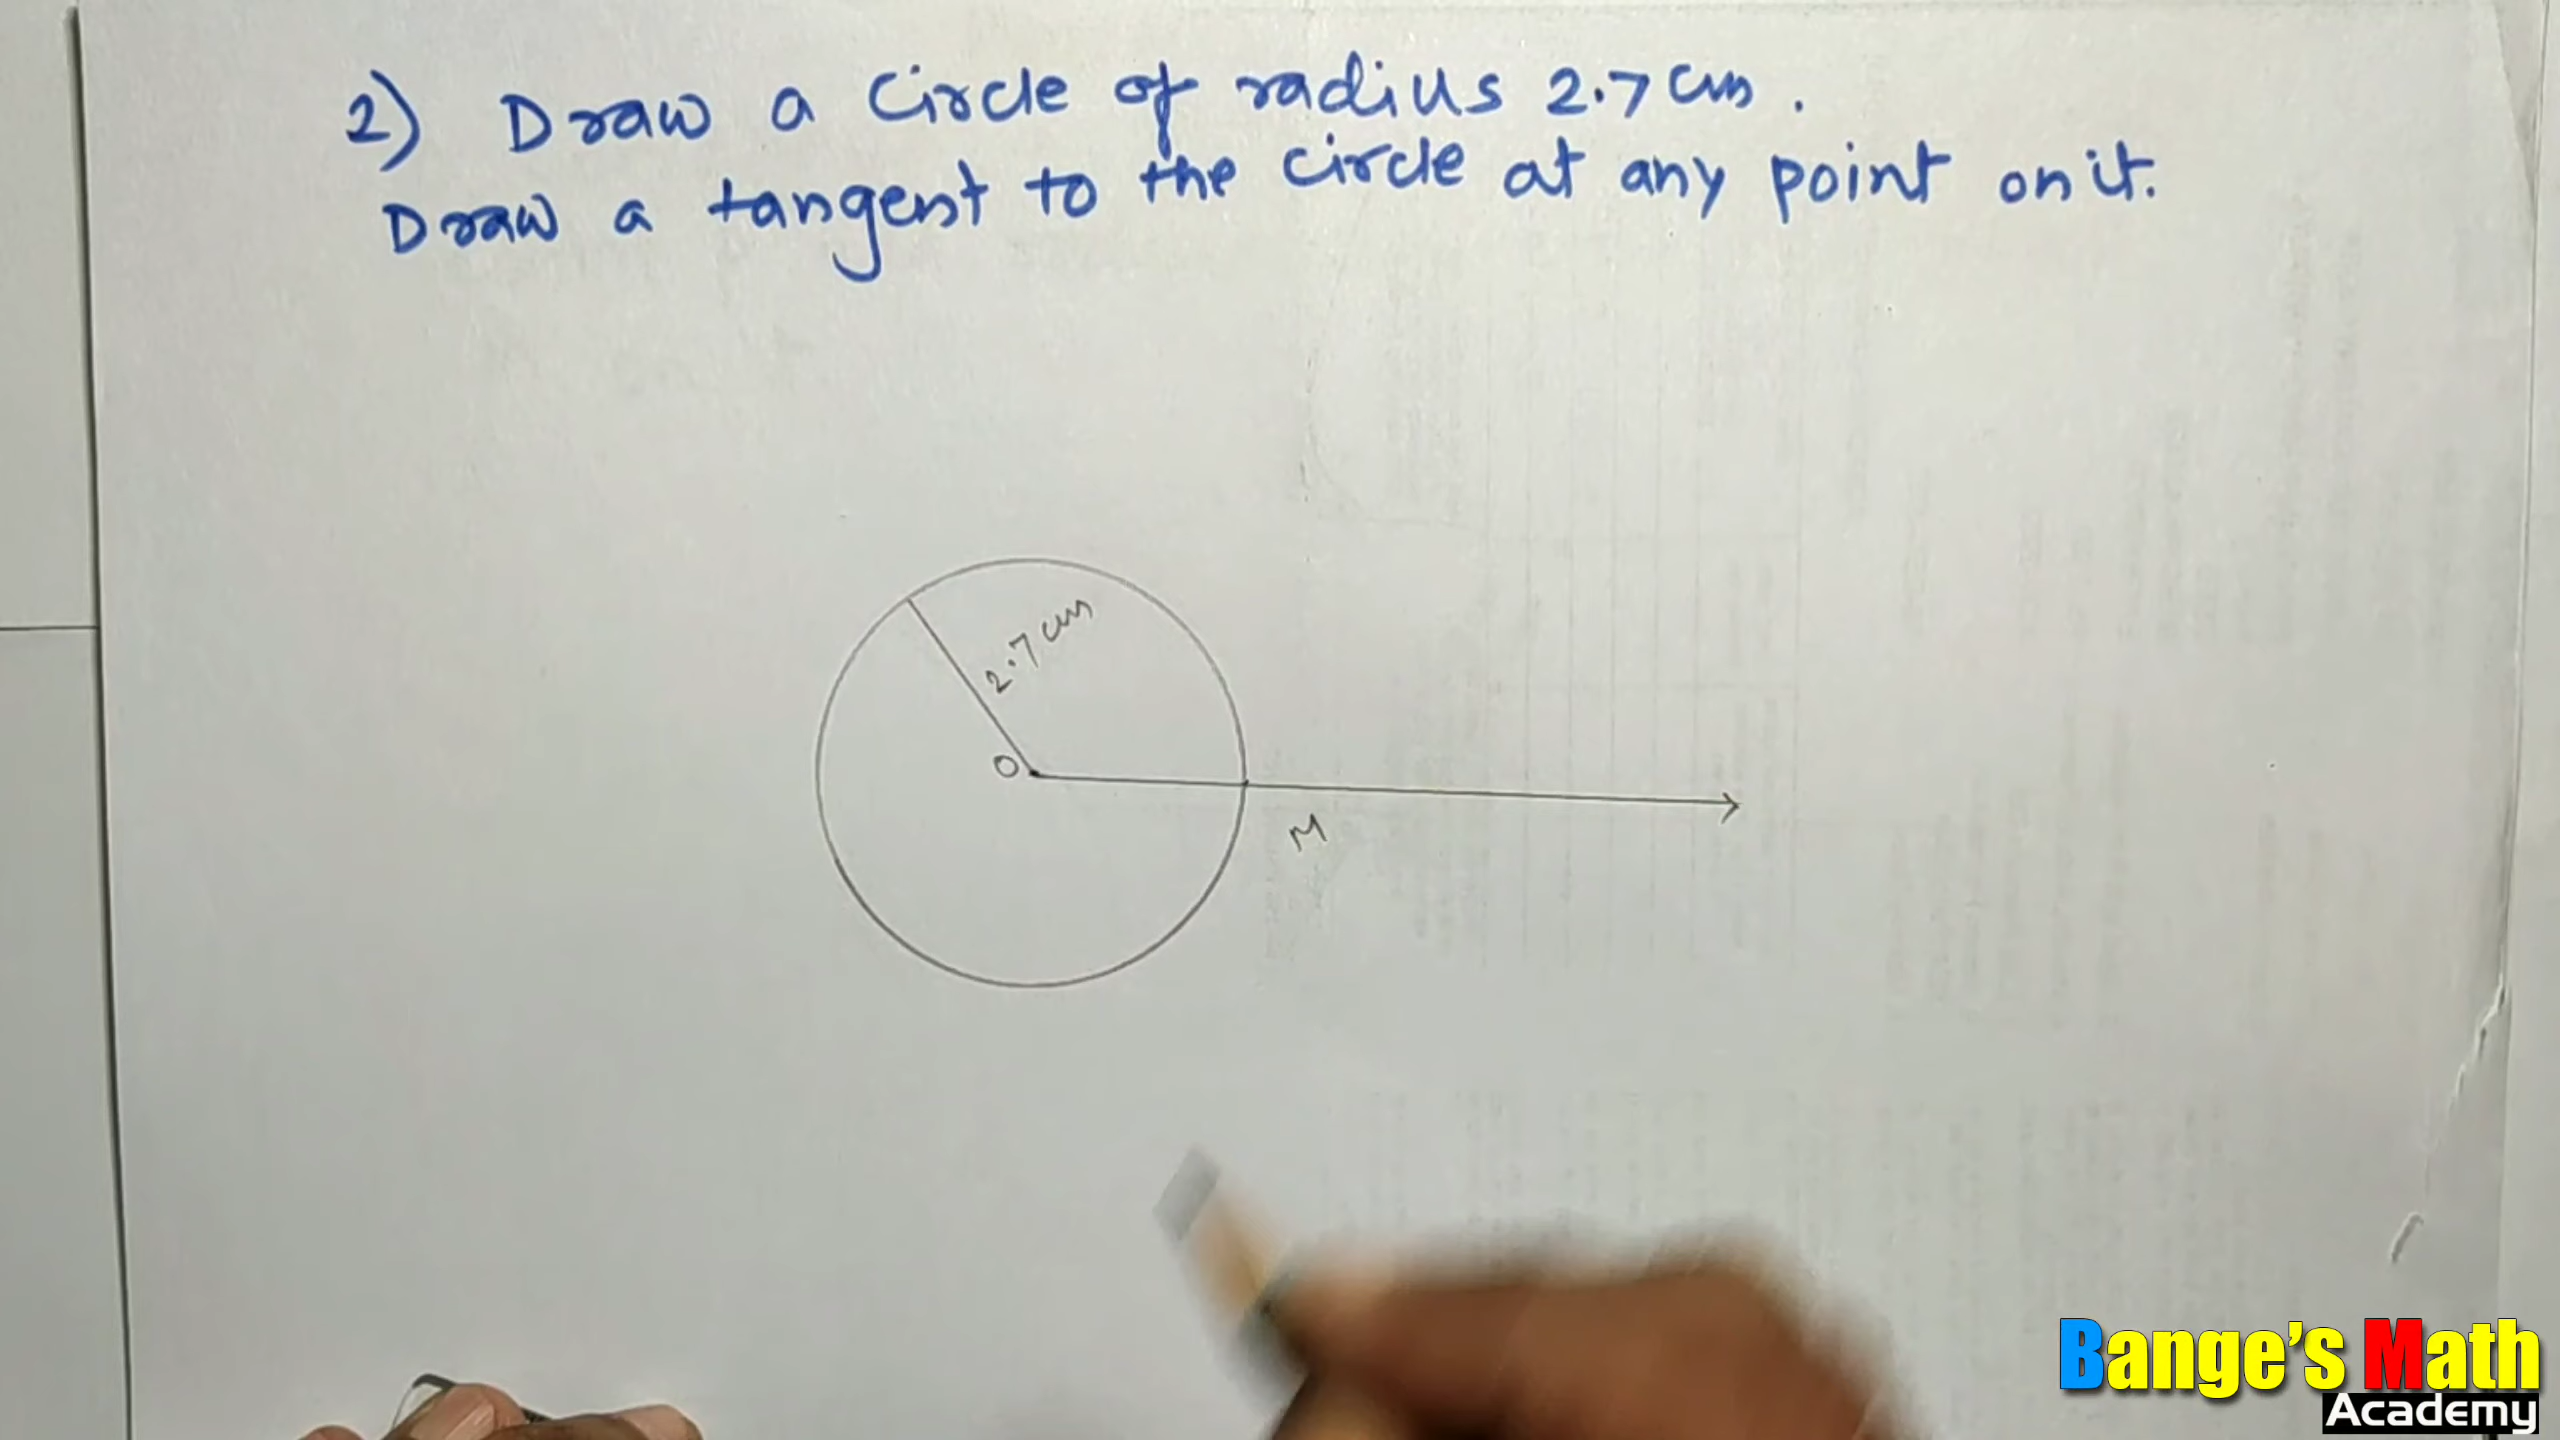 2) Draw a circle of radius 2.7 cm.
Draw a tangent to the circle at any point on it.
2.7 cm
O
M
Bange's Math
Academy